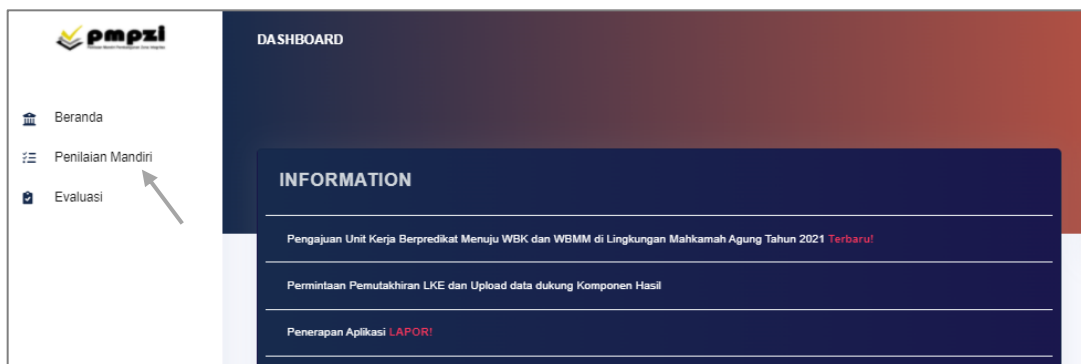 pmpzi
DASHBOARD
Beranda
Penilaian Mandiri
Evaluasi
INFORMATION
Pengajuan Unit Kerja Berpredikat Menuju WBK dan WBMM di Lingkungan Mahkamah Agung Tahun 2021 Terbaru!
Permintaan Pemutakhiran LKE dan Upload data dukung Komponen Hasil
Penerapan Aplikasi LAPOR!